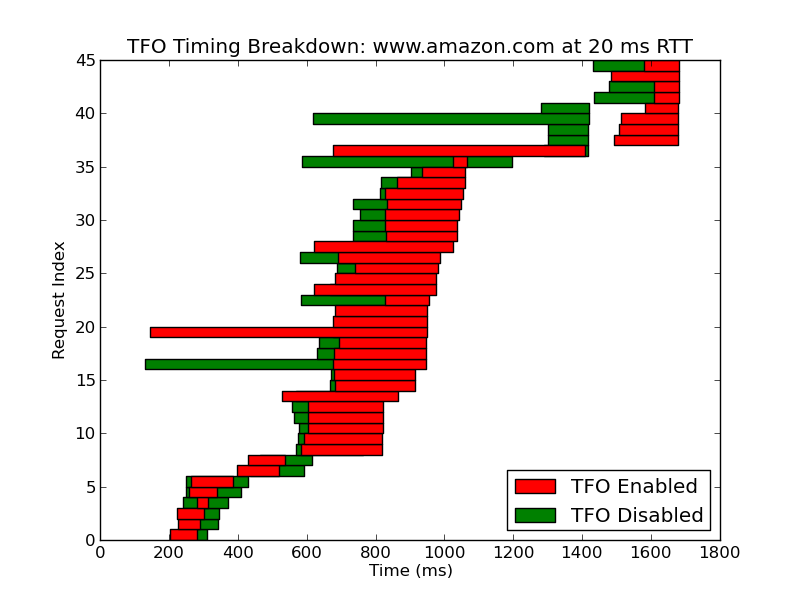 TFO Timing Breakdown: www.amazon.com at 20 ms RTT
45
40
35
30
25
20
15
10
5
0
Request Index
TFO Enabled
TFO Disabled
0 200 400 600 800 1000 1200 1400 1600 1800
Time (ms)